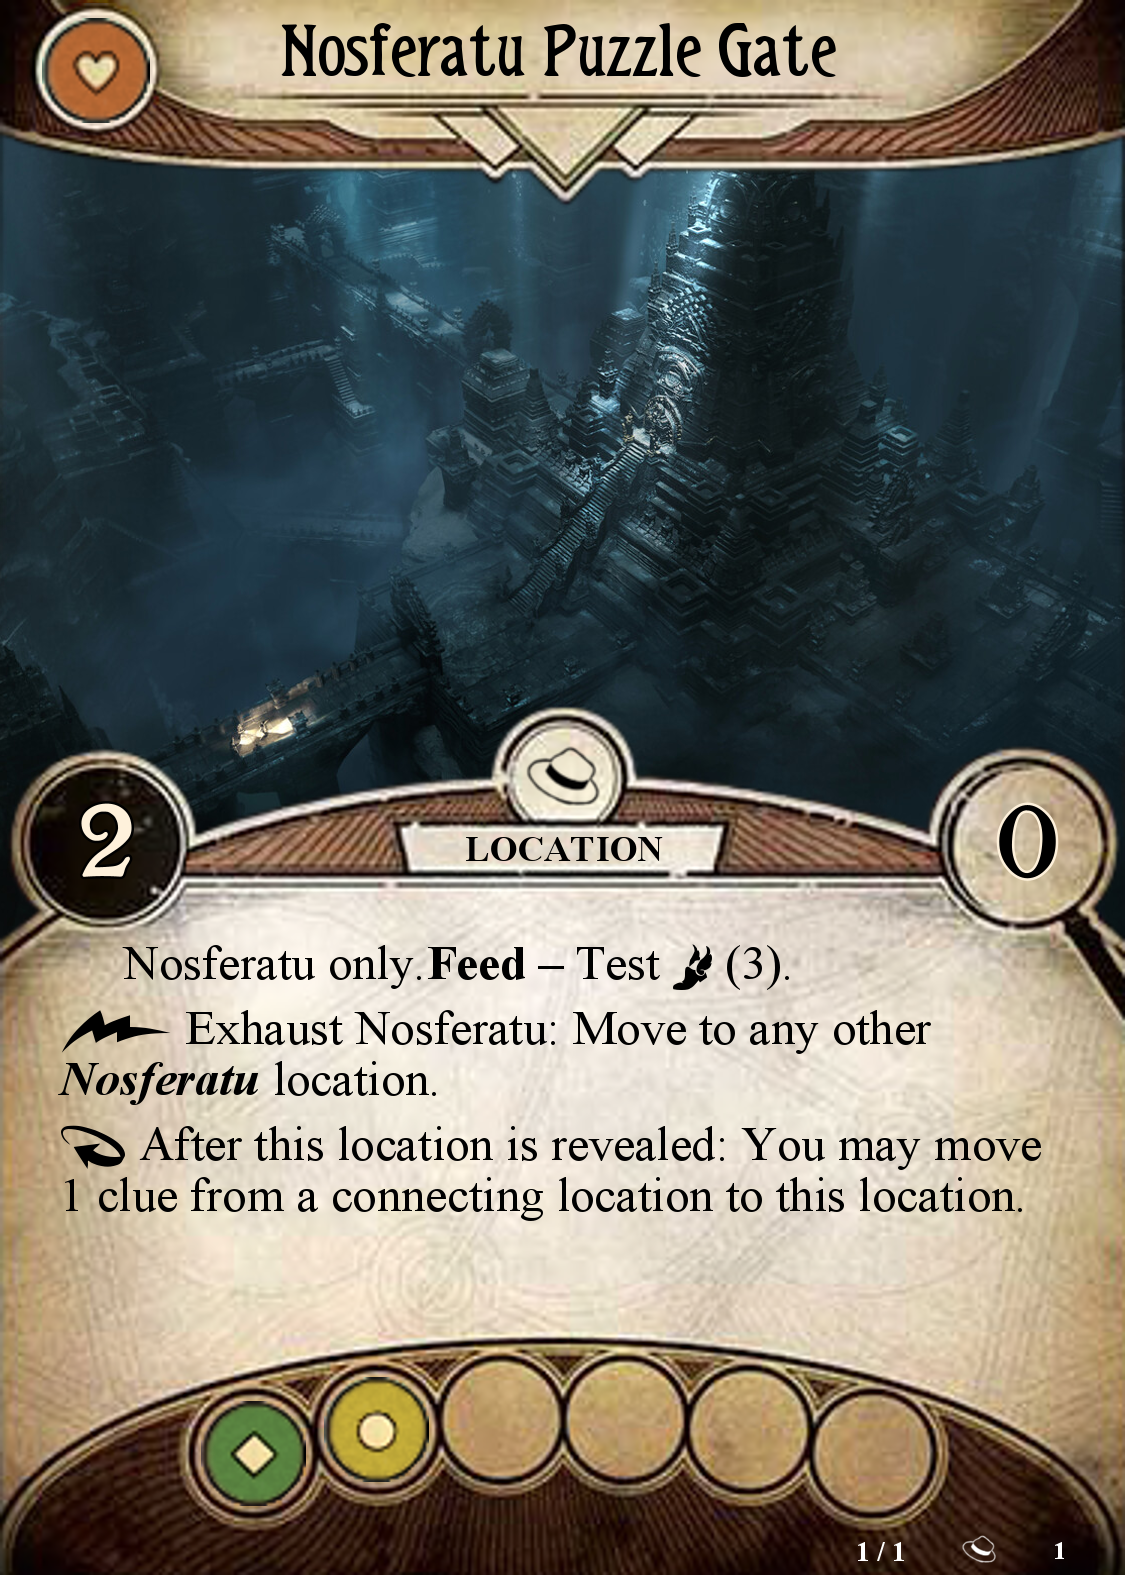 Nosferatu Puzzle Gate
2
LOCATION
0
Nosferatu only.Feed – Test (3).
Exhaust Nosferatu: Move to any other
Nosferatu location.
After this location is revealed: You may move
1 clue from a connecting location to this location.
1 / 1
1